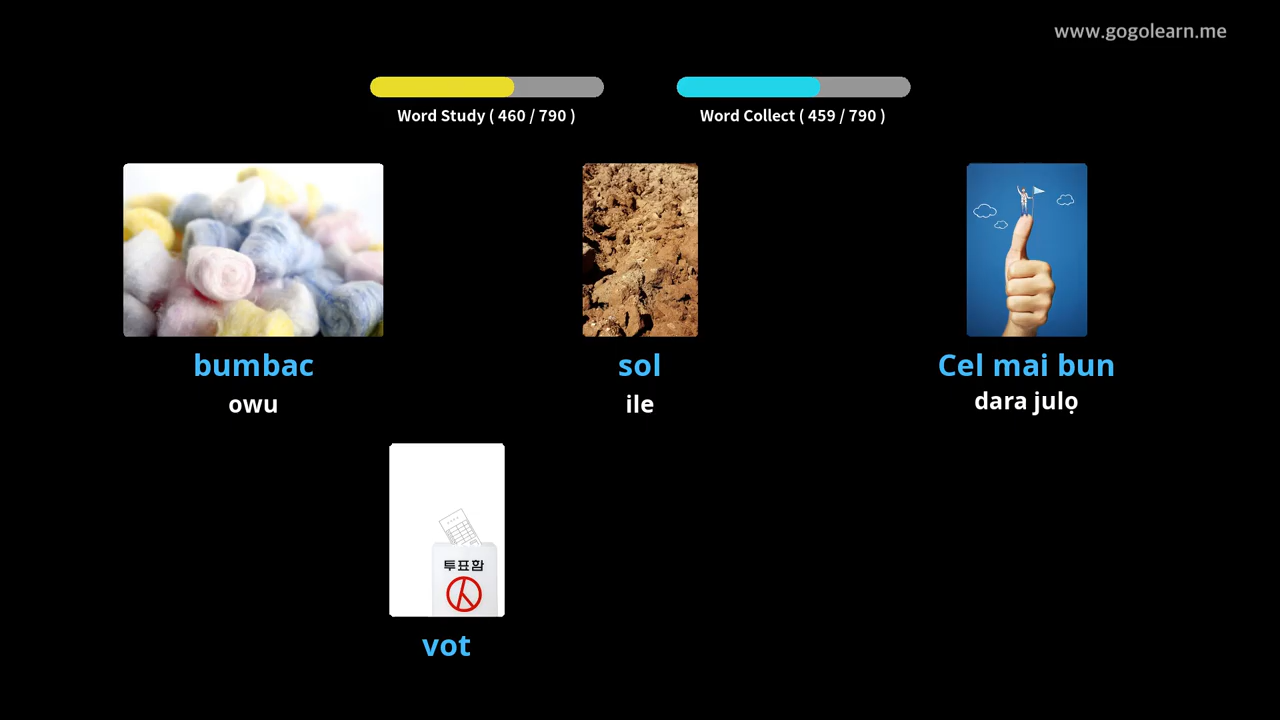 www.gogolearn.me
Word Study ( 460 / 790 )
Word Collect ( 459 / 790 )
bumbac
owu
sol
ile
Cel mai bun
dara julọ
투표함
vot